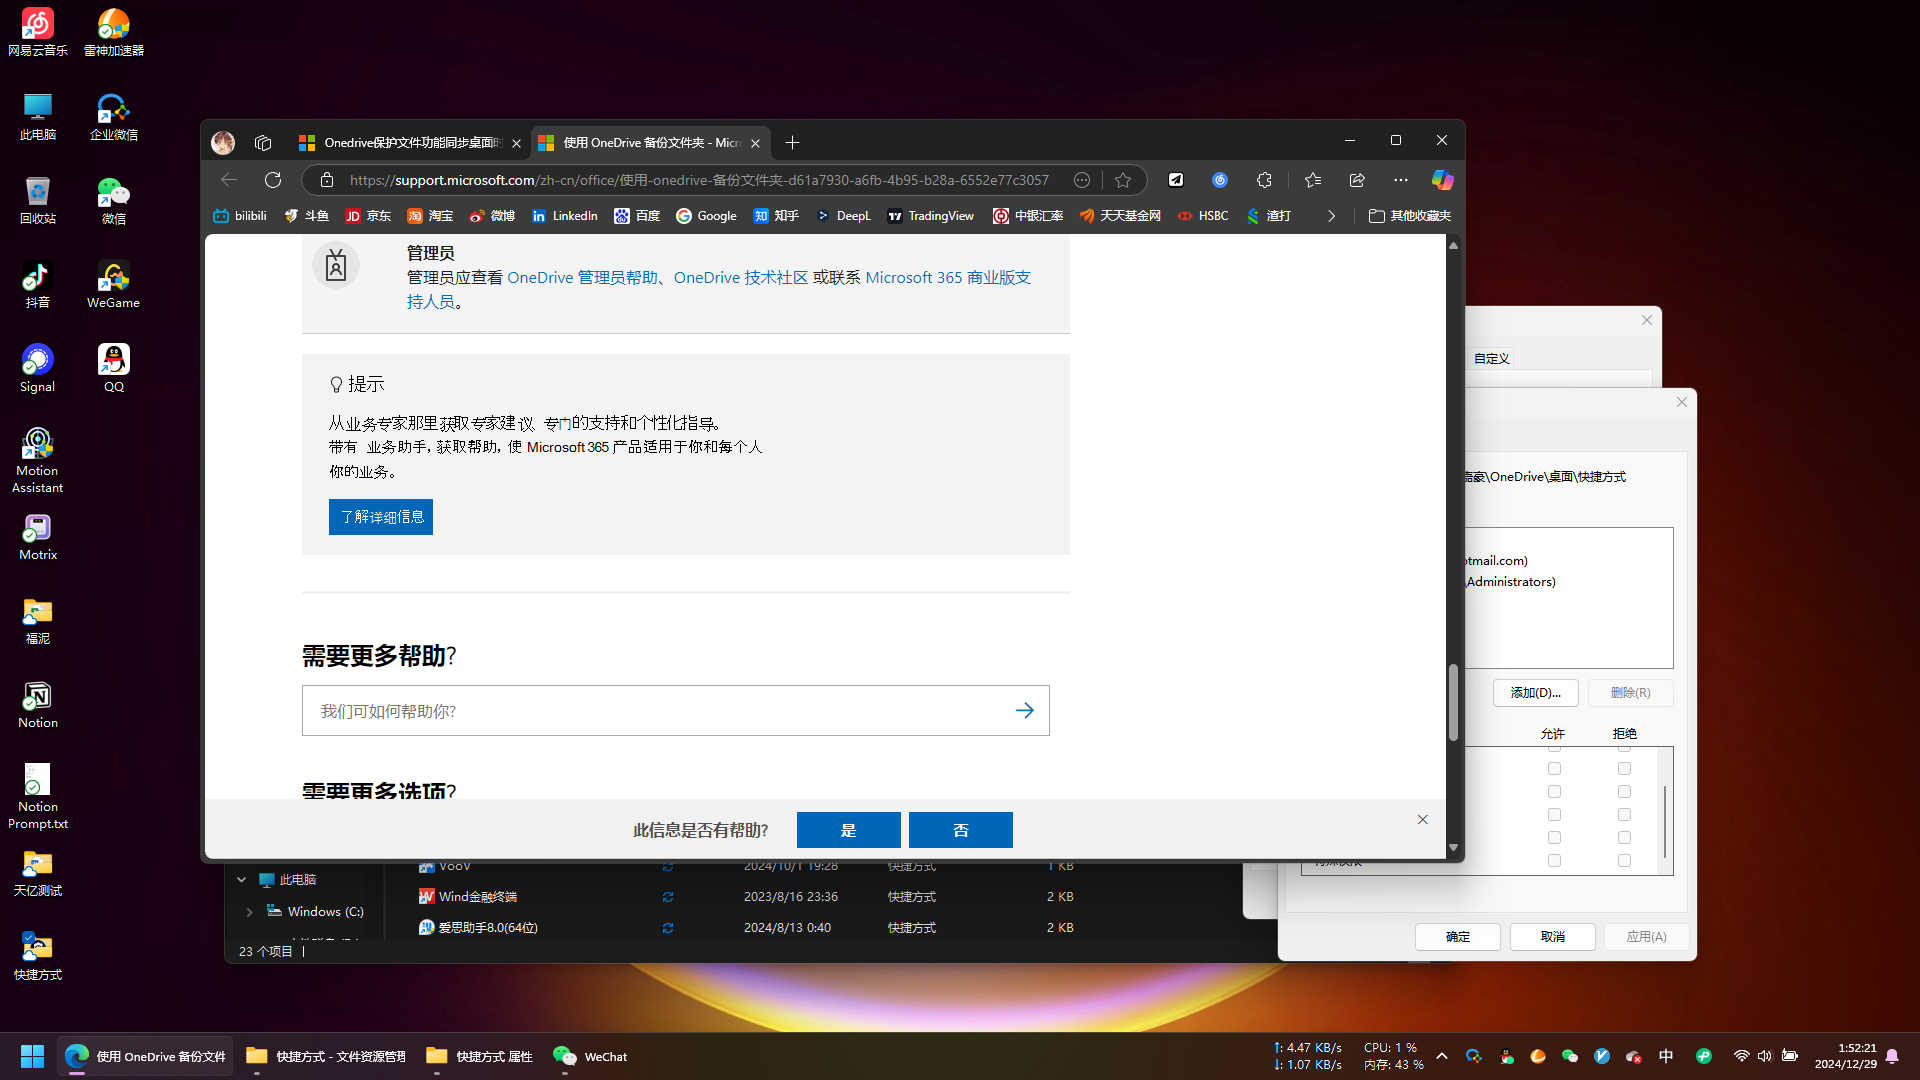 网易云音乐
雷神加速器
此电脑
企业微信
回收站
微信
抖音
WeGame
Signal
QQ
Motion
Assistant
Motrix
福泥
Notion
Notion
Prompt.txt
天亿测试
快捷方式
Onedrive保护文件功能同步桌面
使用 OneDrive 备份文件夹 - Micr
https://support.microsoft.com/zh-cn/office/使用-onedrive-备份文件夹-d61a7930-a6fb-4b95-b28a-6552e77c3057
bilibili
斗鱼
京东
淘宝
微博
LinkedIn
百度
Google
知乎
DeepL
TradingView
中银汇率
天天基金网
HSBC
渣打
其他收藏夹
管理员
管理员应查看 OneDrive 管理员帮助、OneDrive 技术社区 或联系 Microsoft 365 商业版支
持人员。
提示
从业务专家那里获取专家建议、专门的支持和个性化指导。
带有 业务助手，获取帮助，使 Microsoft 365 产品适用于你和每个人
你的业务。
了解详细信息
需要更多帮助?
我们可如何帮助你?
需要更多选项?
此信息是否有帮助?
是
否
自定义
嘉豪\OneDrive\桌面\快捷方式
otmail.com)
\Administrators)
添加(D)...
删除(R)
允许
拒绝
确定
取消
应用(A)
VooV
2024/10/1 19:28
快捷方式
1 KB
此电脑
Wind金融终端
2023/8/16 23:36
快捷方式
2 KB
Windows (C:)
爱思助手8.0(64位)
2024/8/13 0:40
快捷方式
2 KB
23 个项目
使用 OneDrive 备份文件
快捷方式 - 文件资源管理
快捷方式 属性
WeChat
↑: 4.47 KB/s
↓: 1.07 KB/s
CPU: 1 %
内存: 43 %
中
1:52:21
2024/12/29